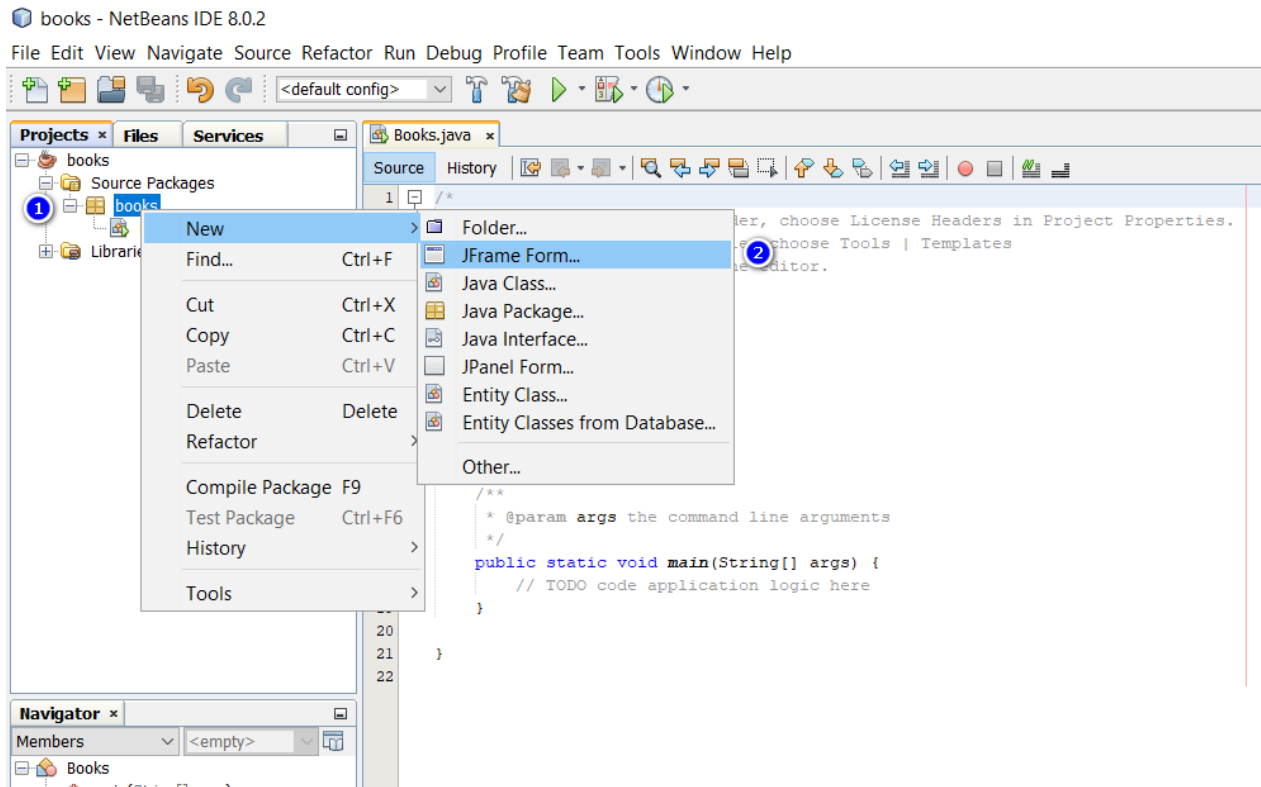 books - NetBeans IDE 8.0.2
File Edit View Navigate Source Refactor Run Debug Profile Team Tools Window Help
<default config>
Projects Files Services
books
Source Packages
1 books
Librarie
Books.java
Source History
1 /*
der, choose License Headers in Project Properties.
choose Tools | Templates
editor.
New
Find... Ctrl+F
Cut Ctrl+X
Copy Ctrl+C
Paste Ctrl+V
Delete Delete
Refactor
Compile Package F9
Test Package Ctrl+F6
History
Tools
Folder...
JFrame Form... 2
Java Class...
Java Package...
Java Interface...
JPanel Form...
Entity Class...
Entity Classes from Database...
Other...
/**
* @param args the command line arguments
*/
public static void main(String[] args) {
// TODO code application logic here
}
20
21 }
22
Navigator
Members <empty>
Books